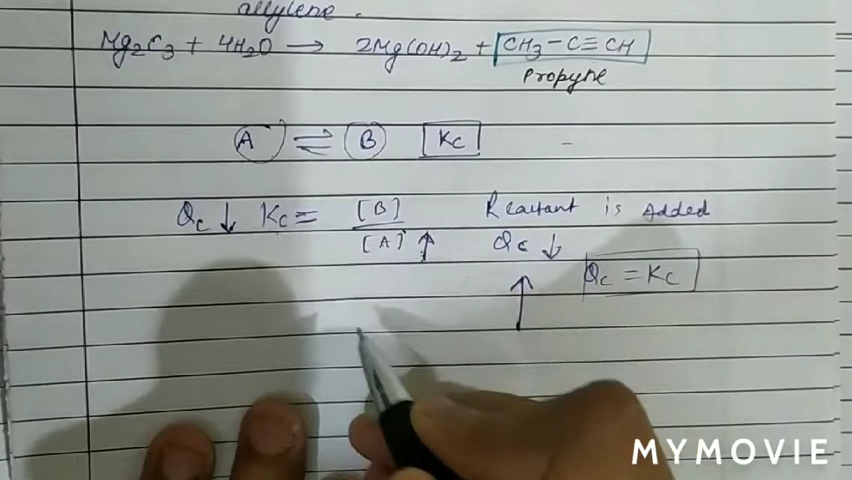 allylene.
Mg2C3 + 4H2O → 2Mg(OH)2 + CH3-C≡CH
Propyne
A ⇌ B Kc
Qc ↓ Kc = [B] Reactant is Added
[A] ↑ Qc ↓
↑ Qc = Kc
MYMOVIE